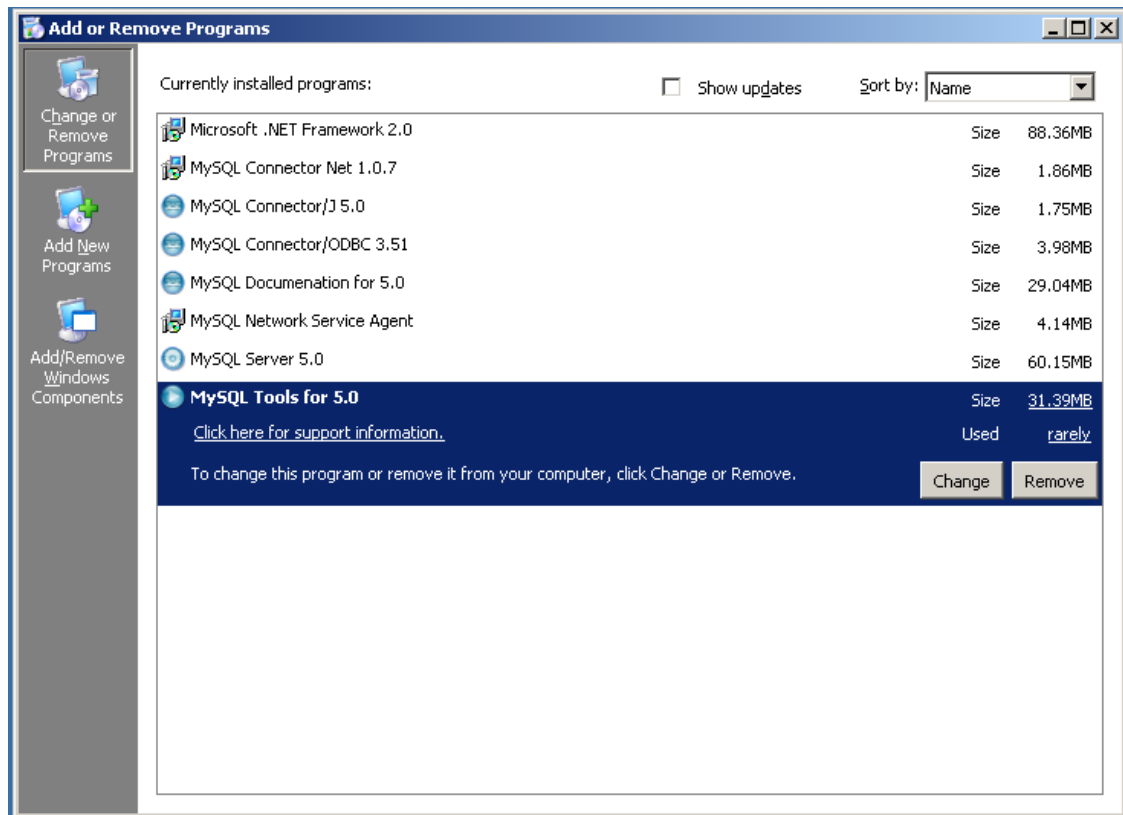 Add or Remove Programs
Change or
Remove
Programs
Add New
Programs
Add/Remove
Windows
Components
Currently installed programs: Show updates Sort by: Name
Microsoft .NET Framework 2.0 Size 88.36MB
MySQL Connector Net 1.0.7 Size 1.86MB
MySQL Connector/J 5.0 Size 1.75MB
MySQL Connector/ODBC 3.51 Size 3.98MB
MySQL Documenation for 5.0 Size 29.04MB
MySQL Network Service Agent Size 4.14MB
MySQL Server 5.0 Size 60.15MB
MySQL Tools for 5.0 Size 31.39MB
Click here for support information. Used rarely
To change this program or remove it from your computer, click Change or Remove. Change Remove